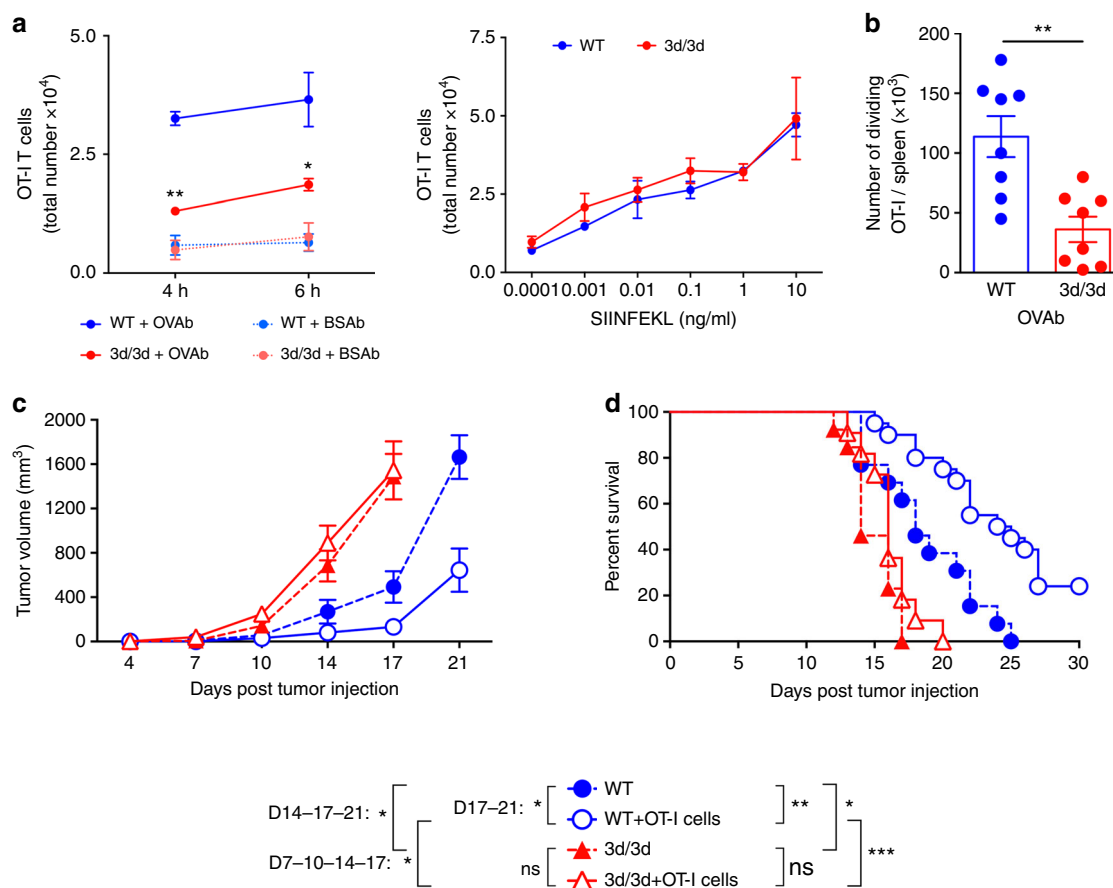 a
OT-I T cells
(total number ×10⁴)
5.0
2.5
0.0
**
*
4 h
6 h
WT + OVAb
WT + BSAb
3d/3d + OVAb
3d/3d + BSAb
OT-I T cells
(total number ×10⁴)
7.5
5.0
2.5
0.0
WT
3d/3d
0.0001
0.001
0.01
0.1
1
10
SIINFEKL (ng/ml)
b
Number of dividing
OT-I / spleen (×10³)
200
150
100
50
0
**
WT
3d/3d
OVAb
c
Tumor volume (mm³)
2000
1600
1200
800
400
0
4
7
10
14
17
21
Days post tumor injection
d
Percent survival
100
80
60
40
20
0
0
5
10
15
20
25
30
Days post tumor injection
D14–17–21: *
D7–10–14–17: *
D17–21: *
ns
WT
WT+OT-I cells
3d/3d
3d/3d+OT-I cells
**
ns
*
***